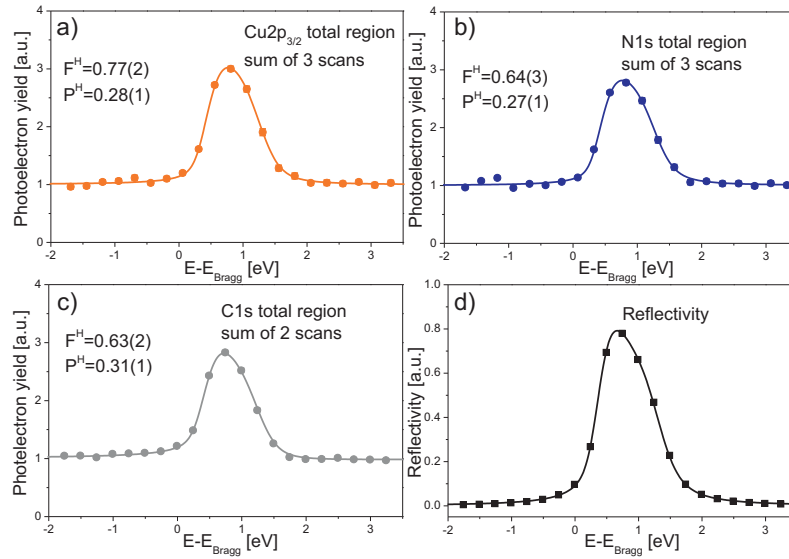 a)
Cu2p3/2 total region
sum of 3 scans
F^H=0.77(2)
P^H=0.28(1)
Photoelectron yield [a.u.]
4
3
2
1
0
-2 -1 0 1 2 3
E-E_Bragg [eV]
b)
N1s total region
sum of 3 scans
F^H=0.64(3)
P^H=0.27(1)
Photoelectron yield [a.u.]
4
3
2
1
0
-2 -1 0 1 2 3
E-E_Bragg [eV]
c)
C1s total region
sum of 2 scans
F^H=0.63(2)
P^H=0.31(1)
Photelectron yield [a.u.]
4
3
2
1
0
-2 -1 0 1 2 3
E-E_Bragg [eV]
d)
Reflectivity
Reflectivity [a.u.]
0.8
0.6
0.4
0.2
0.0
-2 -1 0 1 2 3
E-E_Bragg [eV]